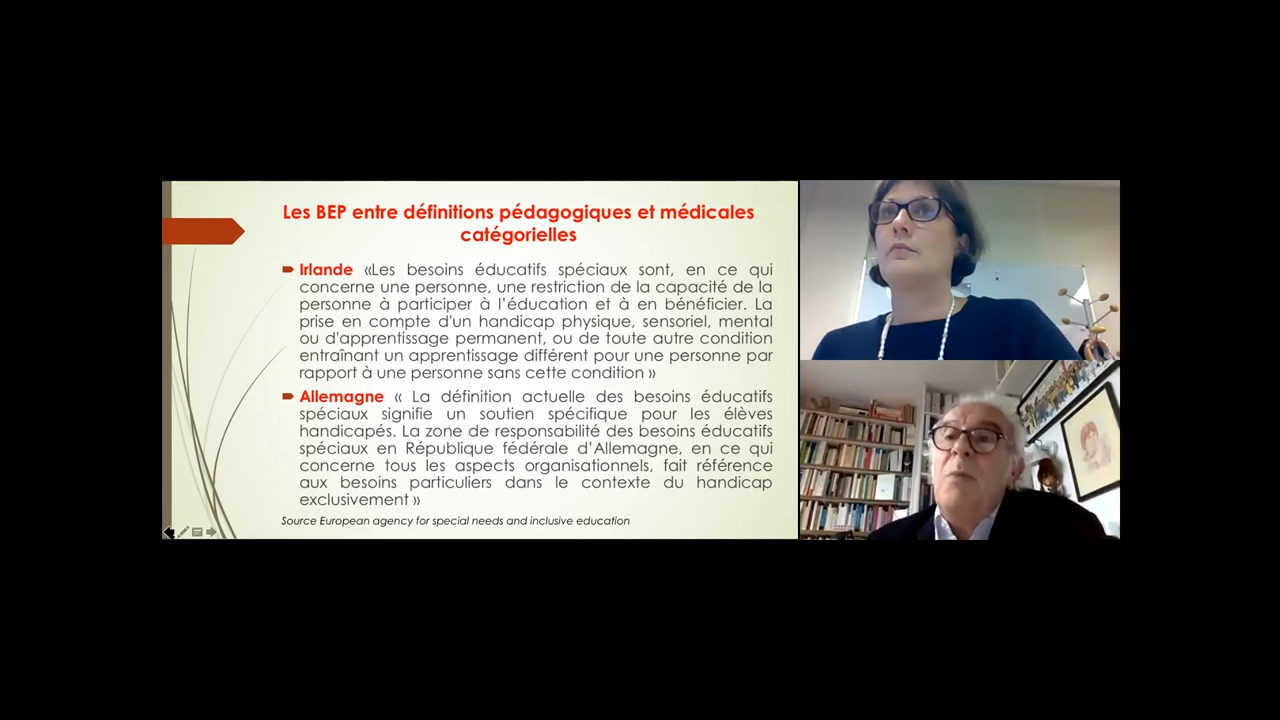 Les BEP entre définitions pédagogiques et médicales
catégorielles
Irlande «Les besoins éducatifs spéciaux sont, en ce qui
concerne une personne, une restriction de la capacité de la
personne à participer à l'éducation et à en bénéficier. La
prise en compte d'un handicap physique, sensoriel, mental
ou d'apprentissage permanent, ou de toute autre condition
entraînant un apprentissage différent pour une personne par
rapport à une personne sans cette condition »
Allemagne « La définition actuelle des besoins éducatifs
spéciaux signifie un soutien spécifique pour les élèves
handicapés. La zone de responsabilité des besoins éducatifs
spéciaux en République fédérale d'Allemagne, en ce qui
concerne tous les aspects organisationnels, fait référence
aux besoins particuliers dans le contexte du handicap
exclusivement »
Source European agency for special needs and inclusive education